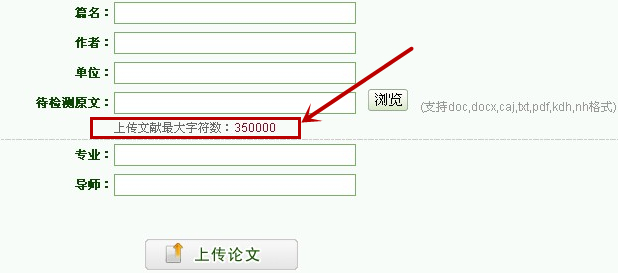 篇名：
作者：
单位：
待检测原文： 浏览 (支持doc,docx,caj,txt,pdf,kdh,nh格式)
上传文献最大字符数：350000
专业：
导师：
上传论文